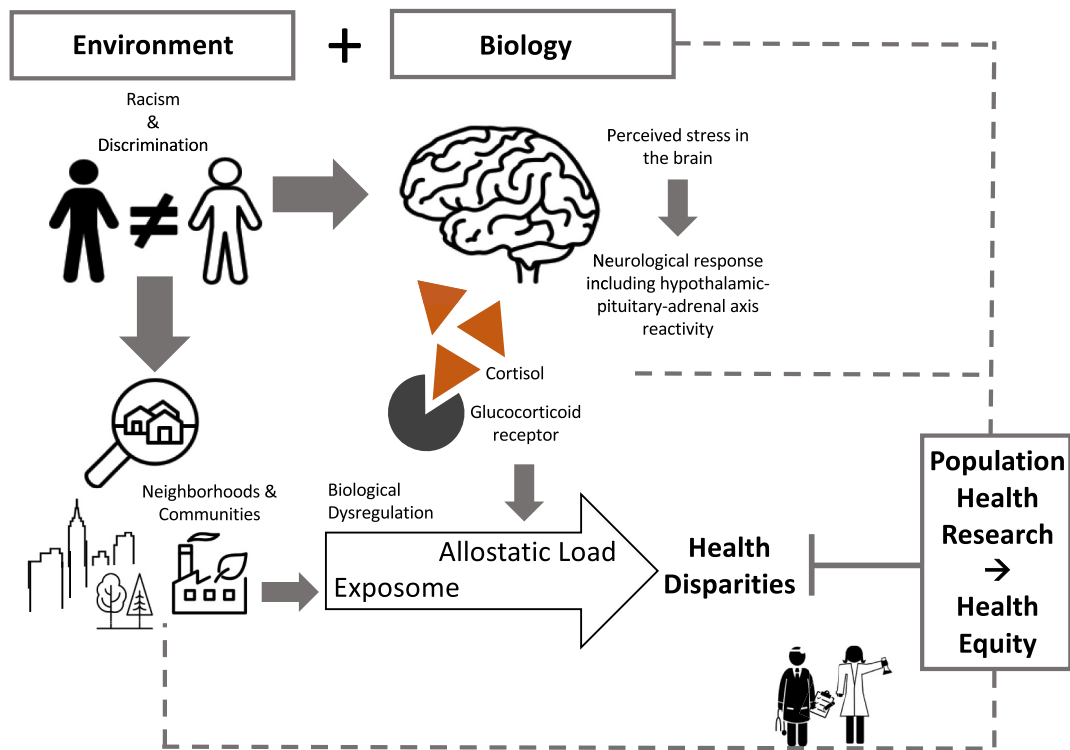 Environment
+
Biology
Racism
&
Discrimination
≠
Perceived stress in
the brain
Neurological response
including hypothalamic-
pituitary-adrenal axis
reactivity
Cortisol
Glucocorticoid
receptor
Neighborhoods &
Communities
Biological
Dysregulation
Allostatic Load
Exposome
Health
Disparities
Population
Health
Research
→
Health
Equity